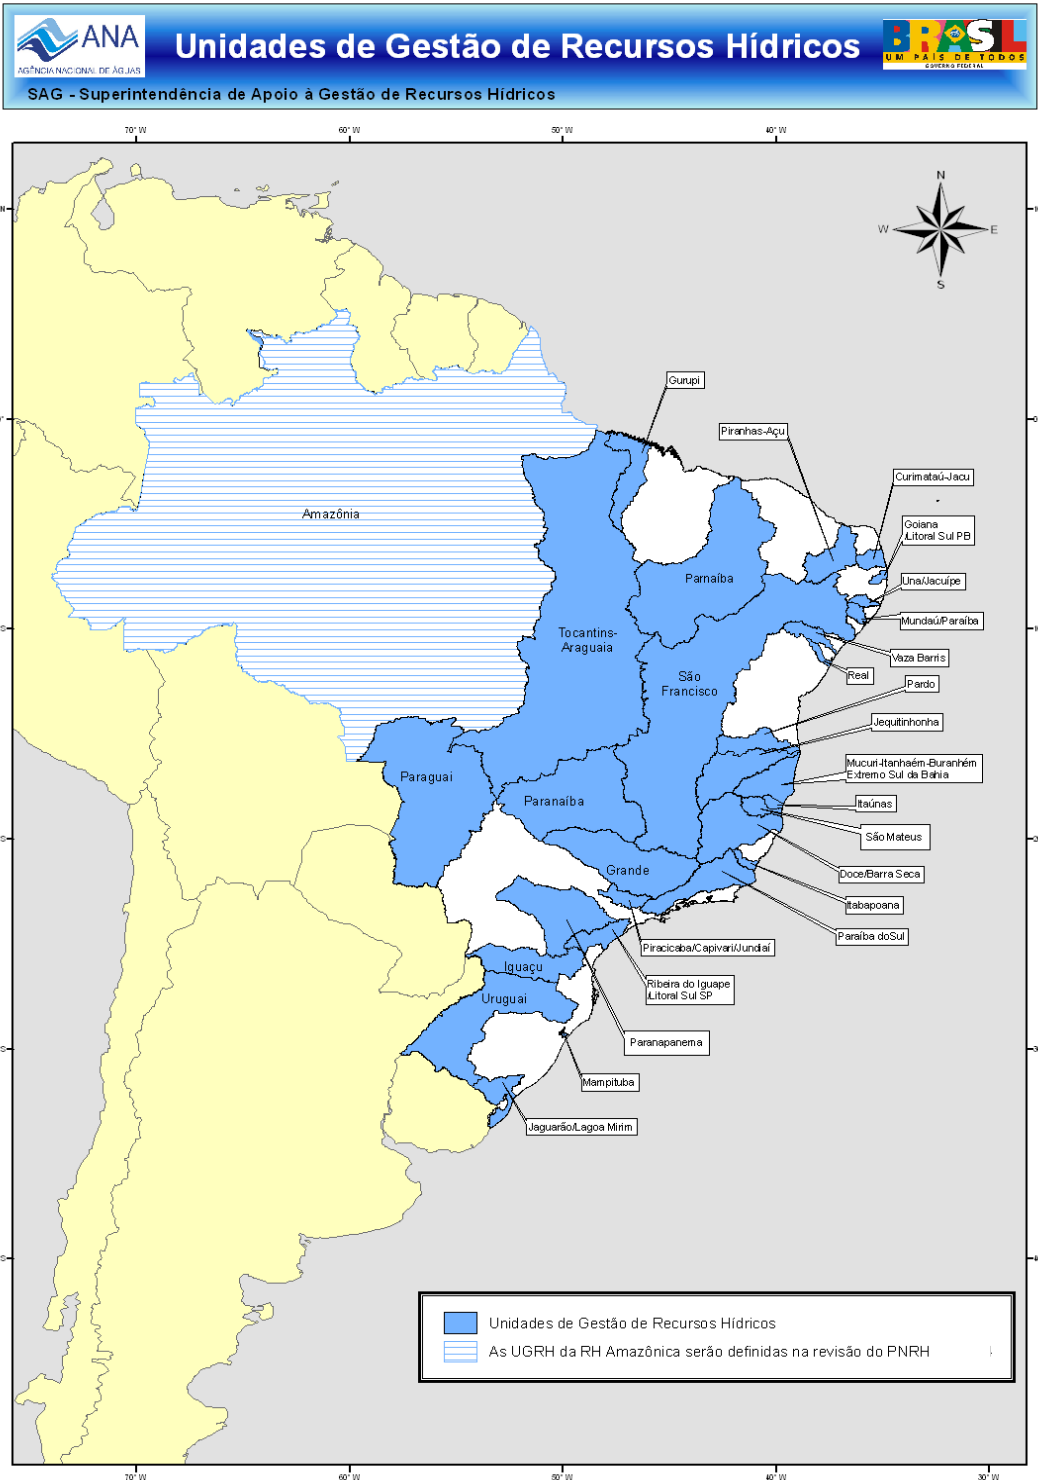 ANA
AGÊNCIA NACIONAL DE ÁGUAS
Unidades de Gestão de Recursos Hídricos
BRASIL
UM PAÍS DE TODOS
GOVERNO FEDERAL
SAG - Superintendência de Apoio à Gestão de Recursos Hídricos
70° W
60° W
50° W
40° W
N
W
E
S
Gurupi
Piranhas-Açu
Curimataú-Jacu
Amazônia
Goiana
/Litoral Sul PB
Parnaíba
Una/Jacuípe
Mundaú/Paraíba
Tocantins-
Araguaia
Vaza Barris
Real
São
Francisco
Pardo
Jequitinhonha
Mucuri-Itanhaém-Buranhém
Extremo Sul da Bahia
Paraguai
Paranaíba
Itaúnas
São Mateus
Grande
Doce/Barra Seca
Itabapoana
Paraíba doSul
Piracicaba/Capivari/Jundiaí
Iguaçu
Ribeira do Iguape
/Litoral Sul SP
Uruguai
Paranapanema
Mampituba
Jaguarão/Lagoa Mirim
Unidades de Gestão de Recursos Hídricos
As UGRH da RH Amazônica serão definidas na revisão do PNRH
70° W
60° W
50° W
40° W
30° W